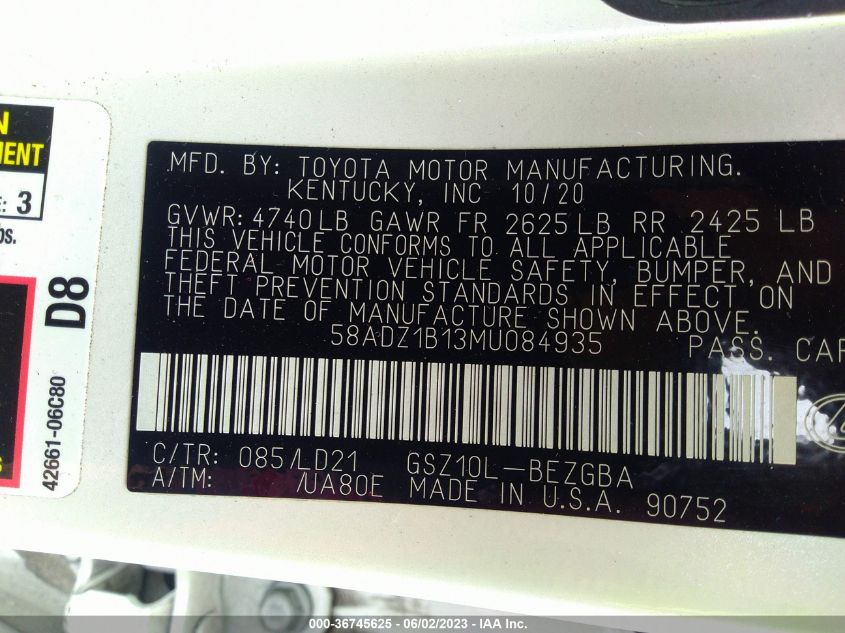 N
MENT
E: 3
os.
D8
42661-06C80
MFD. BY: TOYOTA MOTOR MANUFACTURING.
KENTUCKY, INC 10/20
GVWR: 4740LB GAWR FR 2625LB RR 2425 LB
THIS VEHICLE CONFORMS TO ALL APPLICABLE
FEDERAL MOTOR VEHICLE SAFETY, BUMPER, AND
THEFT PREVENTION STANDARDS IN EFFECT ON
THE DATE OF MANUFACTURE SHOWN ABOVE.
58ADZ1B13MU084935 PASS. CAR
C/TR: 085/LD21 GSZ10L-BEZGBA
A/TM: /UA80E MADE IN U.S.A. 90752
000-36745625 - 06/02/2023 - IAA Inc.